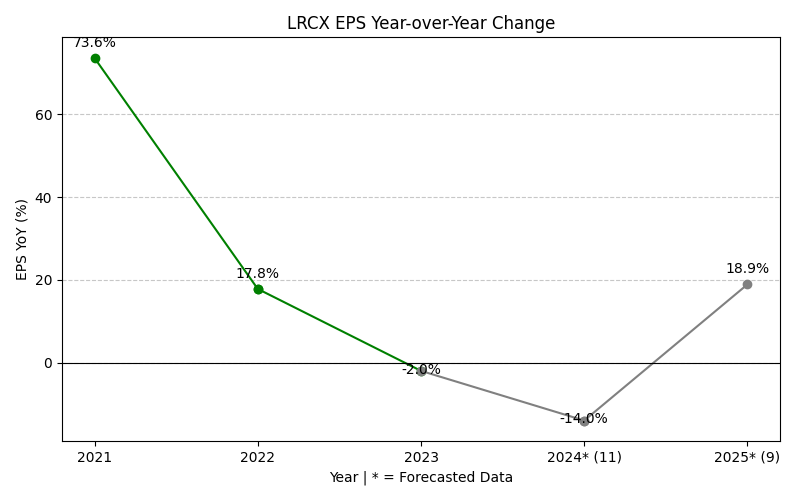 LRCX EPS Year-over-Year Change
EPS YoY (%)
60
40
20
0
73.6%
17.8%
-2.0%
-14.0%
18.9%
2021 2022 2023 2024* (11) 2025* (9)
Year | * = Forecasted Data